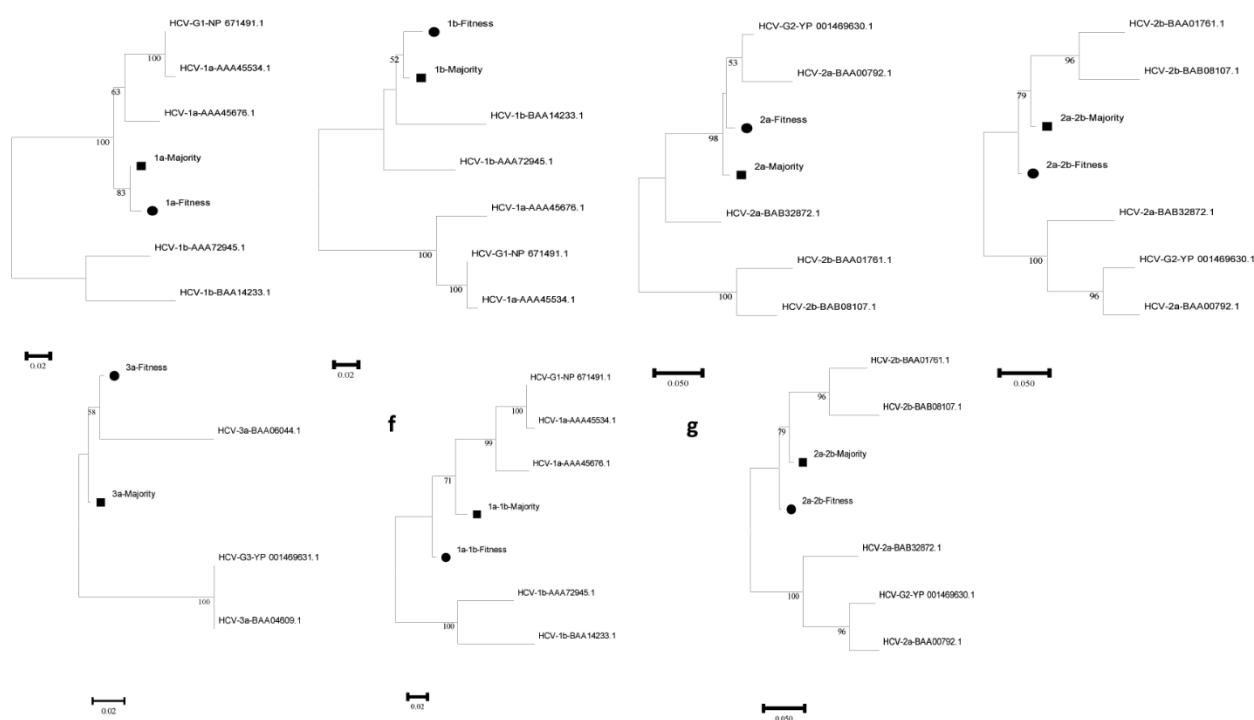 HCV-G1-NP 671491.1
100
HCV-1a-AAA45534.1
63
HCV-1a-AAA45676.1
100
1a-Majority
83
1a-Fitness
HCV-1b-AAA72945.1
HCV-1b-BAA14233.1
0.02
1b-Fitness
52
1b-Majority
HCV-1b-BAA14233.1
HCV-1b-AAA72945.1
HCV-1a-AAA45676.1
100
HCV-G1-NP 671491.1
100
HCV-1a-AAA45534.1
0.02
HCV-G2-YP 001469630.1
53
HCV-2a-BAA00792.1
2a-Fitness
98
2a-Majority
HCV-2a-BAB32872.1
HCV-2b-BAA01761.1
100
HCV-2b-BAB08107.1
0.050
HCV-2b-BAA01761.1
96
HCV-2b-BAB08107.1
79
2a-2b-Majority
2a-2b-Fitness
HCV-2a-BAB32872.1
100
HCV-G2-YP 001469630.1
96
HCV-2a-BAA00792.1
0.050
3a-Fitness
58
HCV-3a-BAA06044.1
3a-Majority
HCV-G3-YP 001469631.1
100
HCV-3a-BAA04609.1
0.02
f
HCV-G1-NP 671491.1
100
HCV-1a-AAA45534.1
99
HCV-1a-AAA45676.1
71
1a-1b-Majority
1a-1b-Fitness
HCV-1b-AAA72945.1
100
HCV-1b-BAA14233.1
0.02
g
HCV-2b-BAA01761.1
96
HCV-2b-BAB08107.1
79
2a-2b-Majority
2a-2b-Fitness
HCV-2a-BAB32872.1
100
HCV-G2-YP 001469630.1
96
HCV-2a-BAA00792.1
0.050